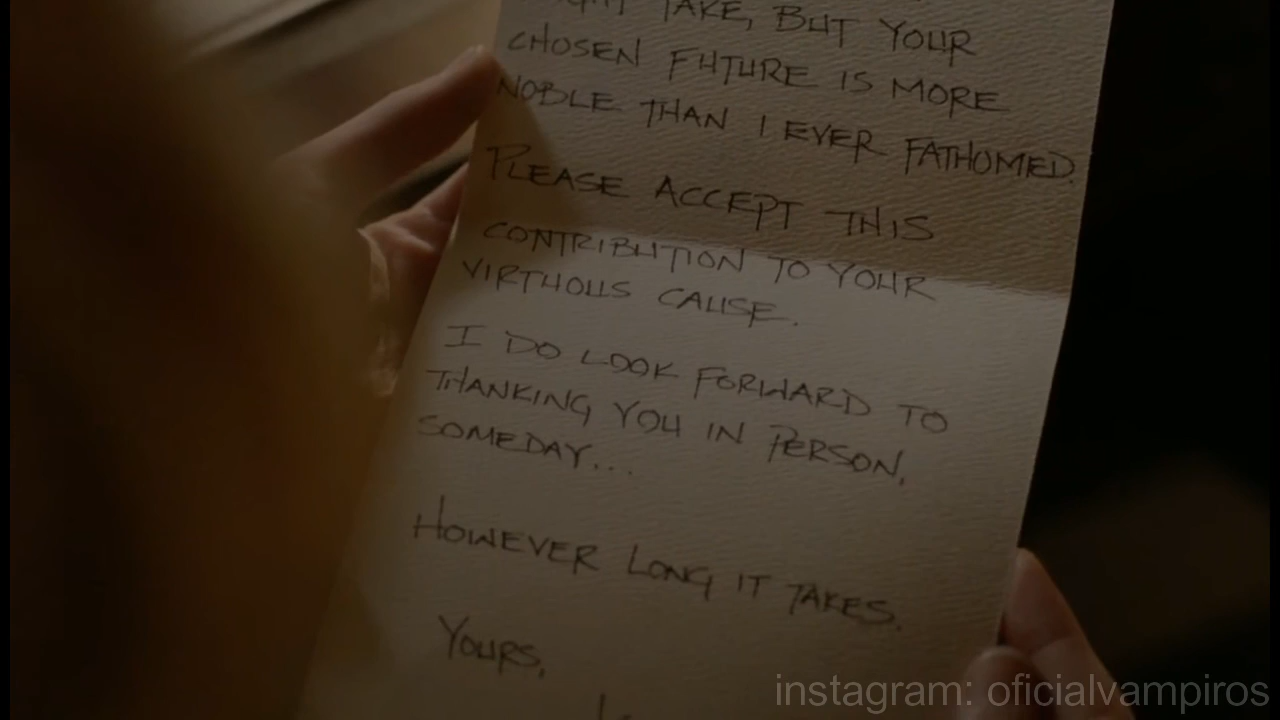 TAKE, BUT YOUR
CHOSEN FUTURE IS MORE
NOBLE THAN I EVER FATHOMED.
PLEASE ACCEPT THIS
CONTRIBUTION TO YOUR
VIRTUOUS CAUSE.
I DO LOOK FORWARD TO
THANKING YOU IN PERSON,
SOMEDAY...
HOWEVER LONG IT TAKES.
YOURS,
instagram: oficialvampiros